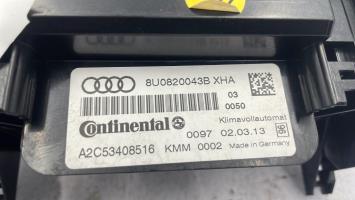 8U0820043B XHA
03
0050
Continental
Klimavollautomat
0097 02.03.13
A2C53408516 KMM 0002 Made in Germany